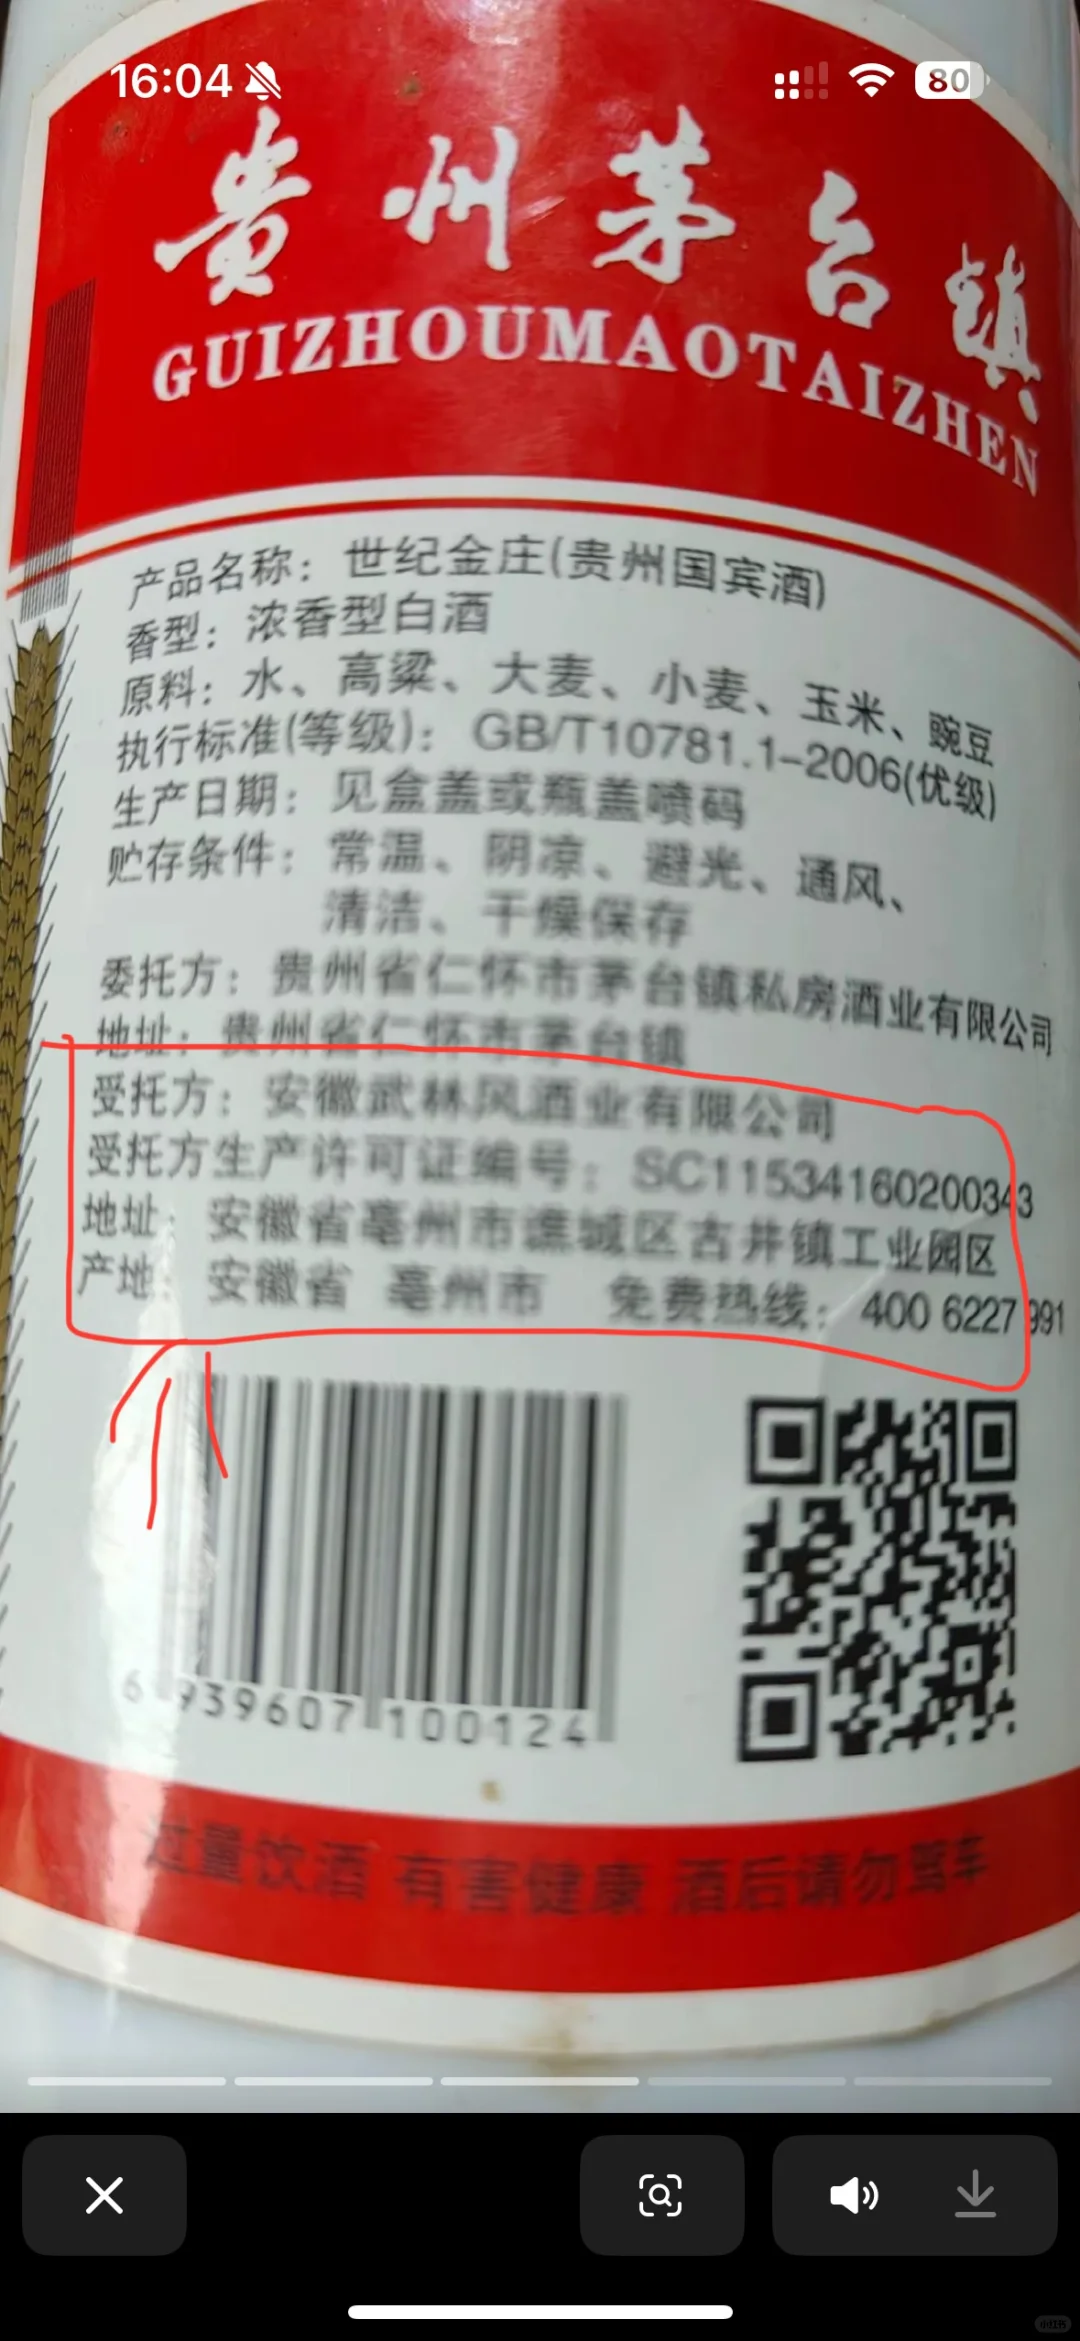 16:04
80
贵州茅台镇
GUIZHOUMAOTAIZHEN
产品名称：世纪金庄(贵州国宾酒)
香型：浓香型白酒
原料：水、高粱、大麦、小麦、玉米、豌豆
执行标准(等级)：GB/T10781.1-2006(优级)
生产日期：见盒盖或瓶盖喷码
贮存条件：常温、阴凉、避光、通风、
清洁、干燥保存
委托方：贵州省仁怀市茅台镇私房酒业有限公司
地址：贵州省仁怀市茅台镇
受托方：安徽武林风酒业有限公司
受托方生产许可证编号：SC11534160200343
地址：安徽省亳州市谯城区古井镇工业园区
产地：安徽省 亳州市 免费热线：400 6227 991
6 939607 100124
过量饮酒 有害健康 酒后请勿驾车
小红书